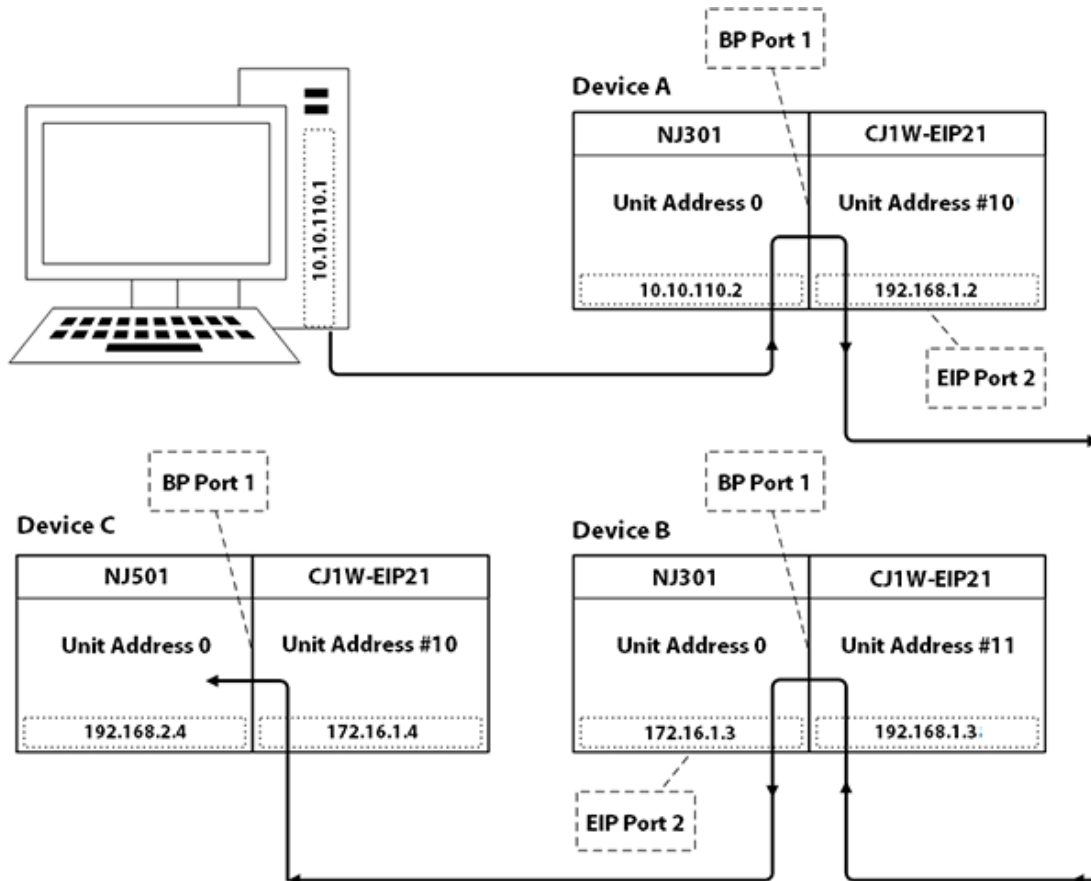 BP Port 1
Device A
NJ301
CJ1W-EIP21
Unit Address 0
Unit Address #10
10.10.110.1
10.10.110.2
192.168.1.2
EIP Port 2
BP Port 1
BP Port 1
Device C
Device B
NJ501
CJ1W-EIP21
NJ301
CJ1W-EIP21
Unit Address 0
Unit Address #10
Unit Address 0
Unit Address #11
192.168.2.4
172.16.1.4
172.16.1.3
192.168.1.3
EIP Port 2